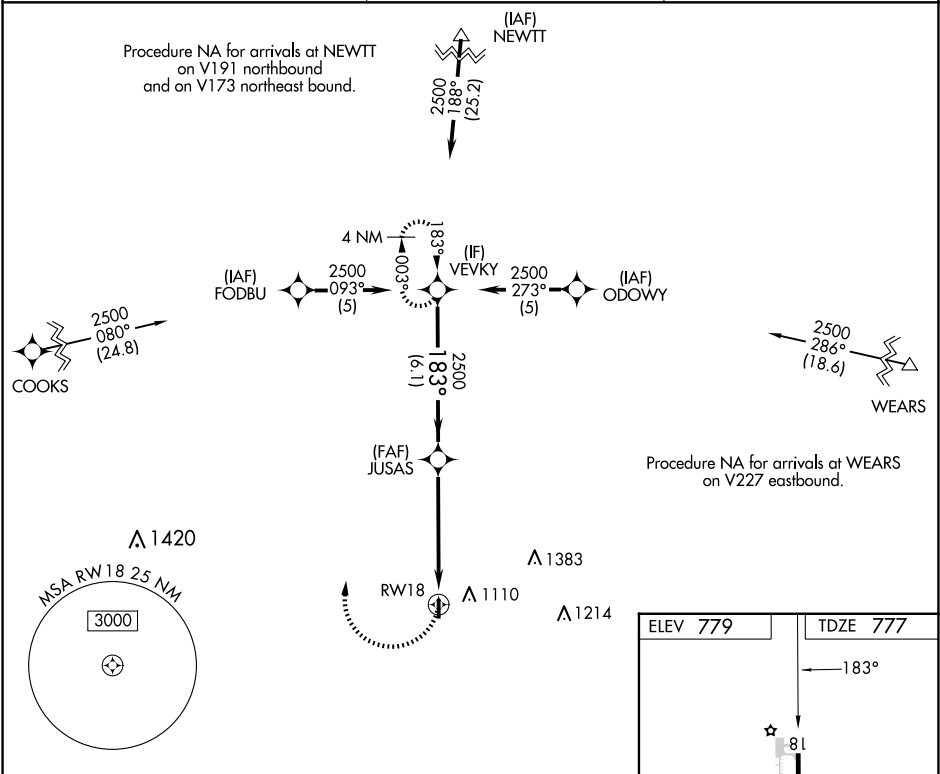 (IAF)
NEWTT
Procedure NA for arrivals at NEWTT
on V191 northbound
and on V173 northeast bound.
2500
188°
(25.2)
4 NM
183°
003°
(IF)
VEVKY
(IAF)
FODBU
2500
093°
(5)
2500
273°
(5)
(IAF)
ODOWY
2500
080°
(24.8)
COOKS
2500
286°
(18.6)
WEARS
2500
183°
(6.1)
(FAF)
JUSAS
Procedure NA for arrivals at WEARS
on V227 eastbound.
1420
1383
MSA RW18 25 NM
3000
RW18
1110
1214
ELEV 779
TDZE 777
183°
18